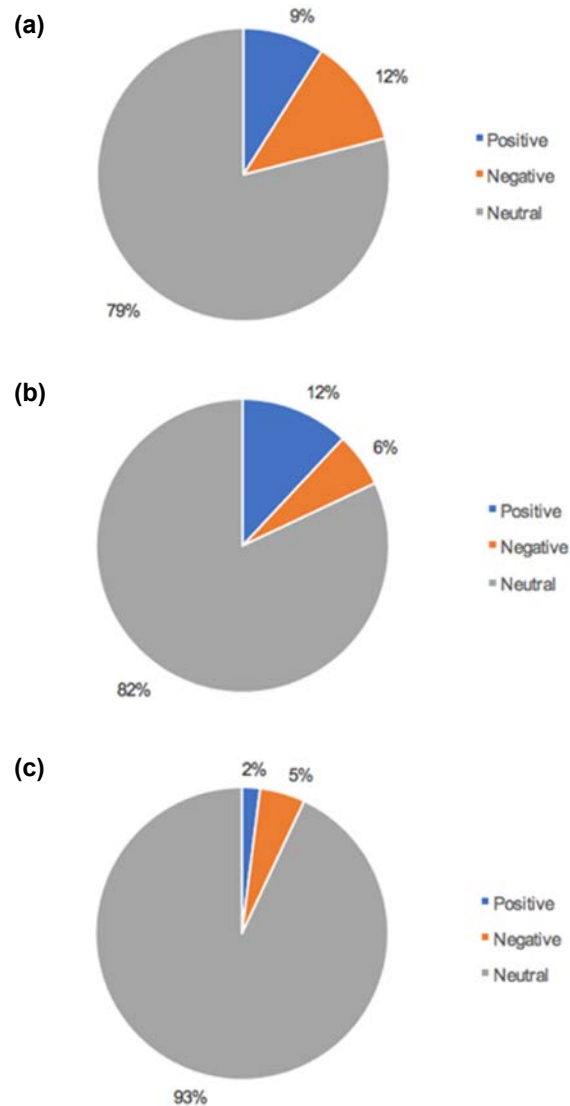 (a)
9%
12%
Positive
Negative
Neutral
79%
(b)
12%
6%
Positive
Negative
Neutral
82%
(c)
2%
5%
Positive
Negative
Neutral
93%